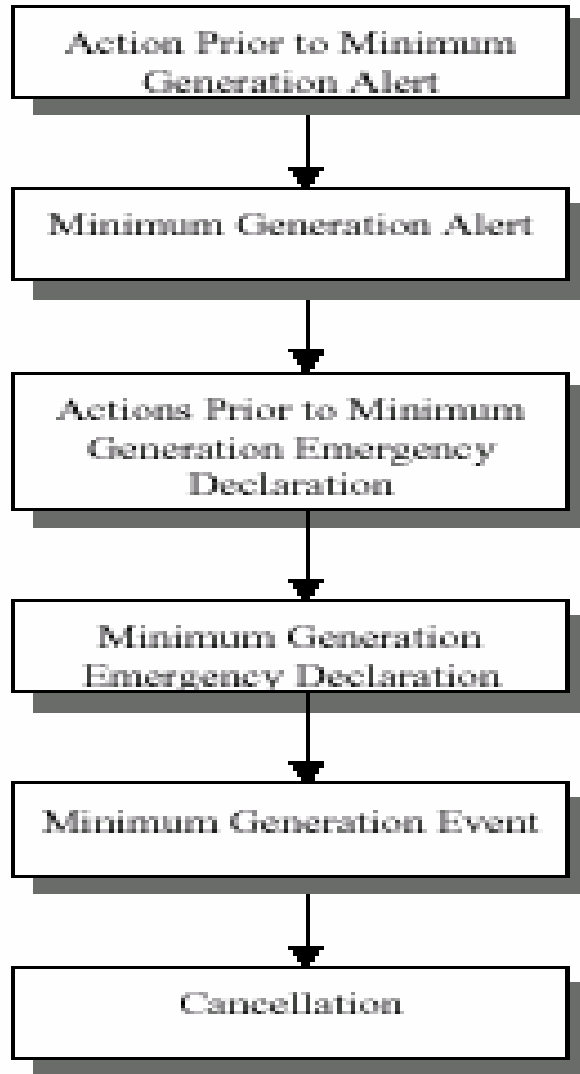 Action Prior to Minimum
Generation Alert
Minimum Generation Alert
Actions Prior to Minimum
Generation Emergency
Declaration
Minimum Generation
Emergency Declaration
Minimum Generation Event
Cancellation